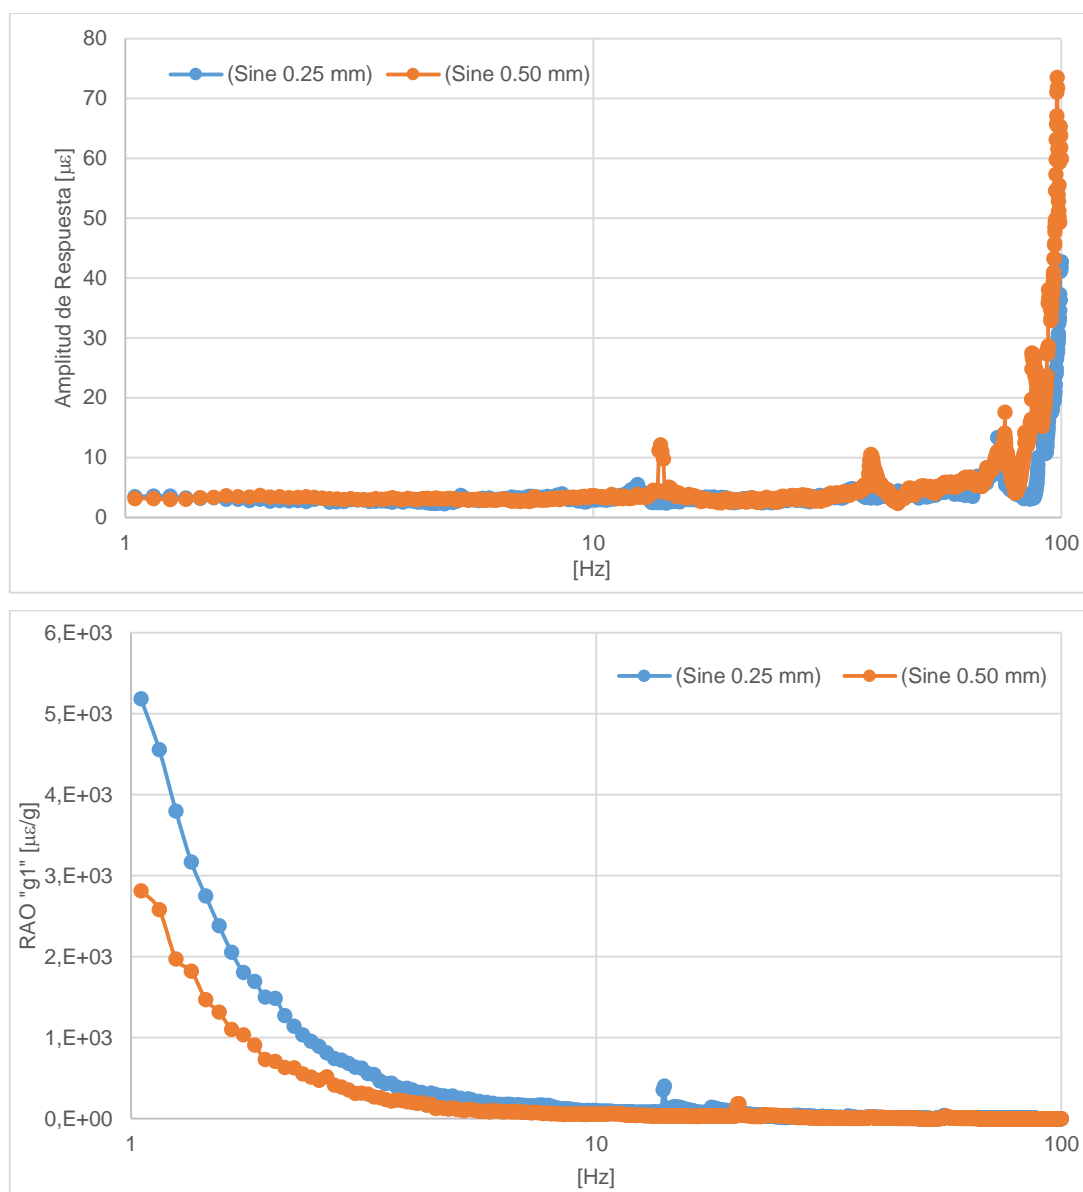 80
70
60
50
40
30
20
10
0
Amplitud de Respuesta [µε]
(Sine 0.25 mm)
(Sine 0.50 mm)
1
10
100
[Hz]
6,E+03
5,E+03
4,E+03
3,E+03
2,E+03
1,E+03
0,E+00
RAO "g1" [µε/g]
(Sine 0.25 mm)
(Sine 0.50 mm)
1
10
100
[Hz]